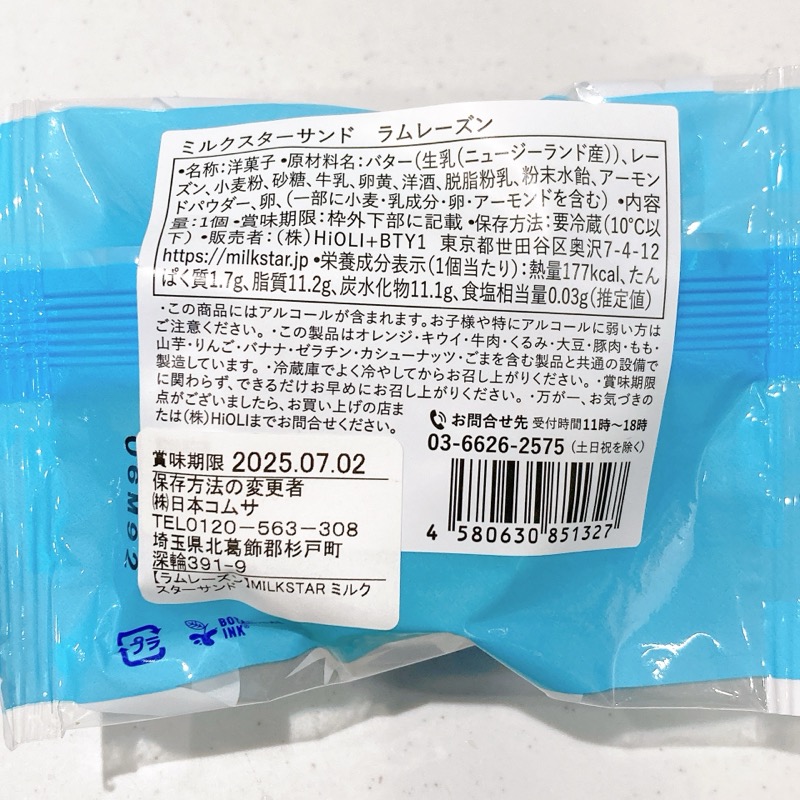 ミルクスターサンド ラムレーズン
•名称:洋菓子•原材料名:バター(生乳(ニュージーランド産))、レー
ズン、小麦粉、砂糖、牛乳、卵黄、洋酒、脱脂粉乳、粉末水飴、アーモン
ドパウダー、卵、(一部に小麦・乳成分・卵・アーモンドを含む) •内容
量:1個•賞味期限:枠外下部に記載•保存方法:要冷蔵(10℃以
下) •販売者:(株)HiOLI+BTY1 東京都世田谷区奥沢7-4-12
https://milkstar.jp •栄養成分表示(1個当たり):熱量177kcal、たん
ぱく質1.7g、脂質11.2g、炭水化物11.1g、食塩相当量0.03g(推定値)
・この商品にはアルコールが含まれます。お子様や特にアルコールに弱い方は
ご注意ください。・この製品はオレンジ・キウイ・牛肉・くるみ・大豆・豚肉・もも・
山芋・りんご・バナナ・ゼラチン・カシューナッツ・ごまを含む製品と共通の設備で
製造しています。・冷蔵庫でよく冷やしてからお召し上がりください。・賞味期限
に関わらず、できるだけお早めにお召し上がりください。・万が一、お気づきの
点がございましたら、お買い上げの店ま
たは(株)HiOLIまでお問合せください。
お問合せ先 受付時間11時〜18時
03-6626-2575 (土日祝を除く)
4 580630 851327
賞味期限 2025.07.02
保存方法の変更者
㈱日本コムサ
TEL0120-563-308
埼玉県北葛飾郡杉戸町
深輪391-9
【ラムレーズン】MILKSTAR ミルク
スターサンド
プラ
INK